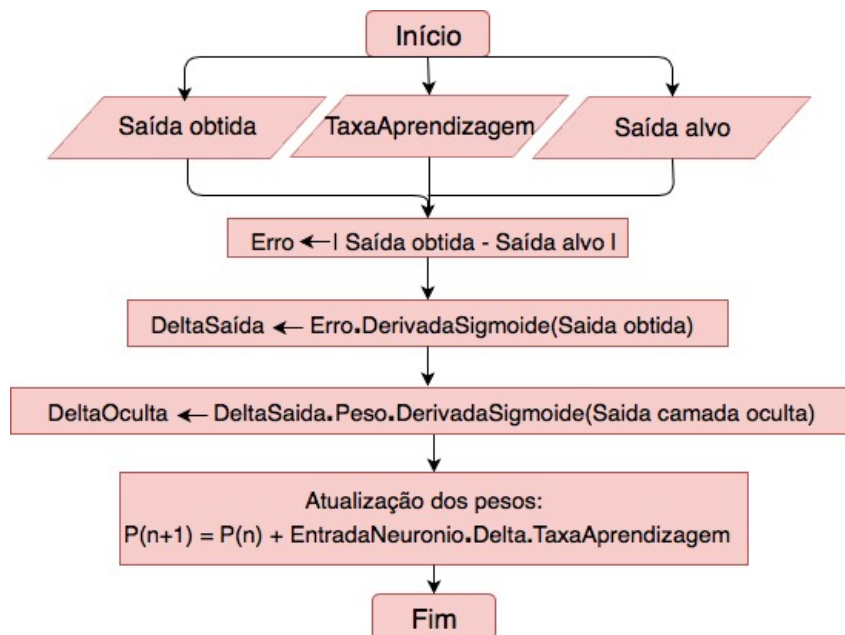 Início
Saída obtida
TaxaAprendizagem
Saída alvo
Erro ← | Saída obtida - Saída alvo |
DeltaSaída ← Erro.DerivadaSigmoide(Saida obtida)
DeltaOculta ← DeltaSaida.Peso.DerivadaSigmoide(Saida camada oculta)
Atualização dos pesos:
P(n+1) = P(n) + EntradaNeuronio.Delta.TaxaAprendizagem
Fim